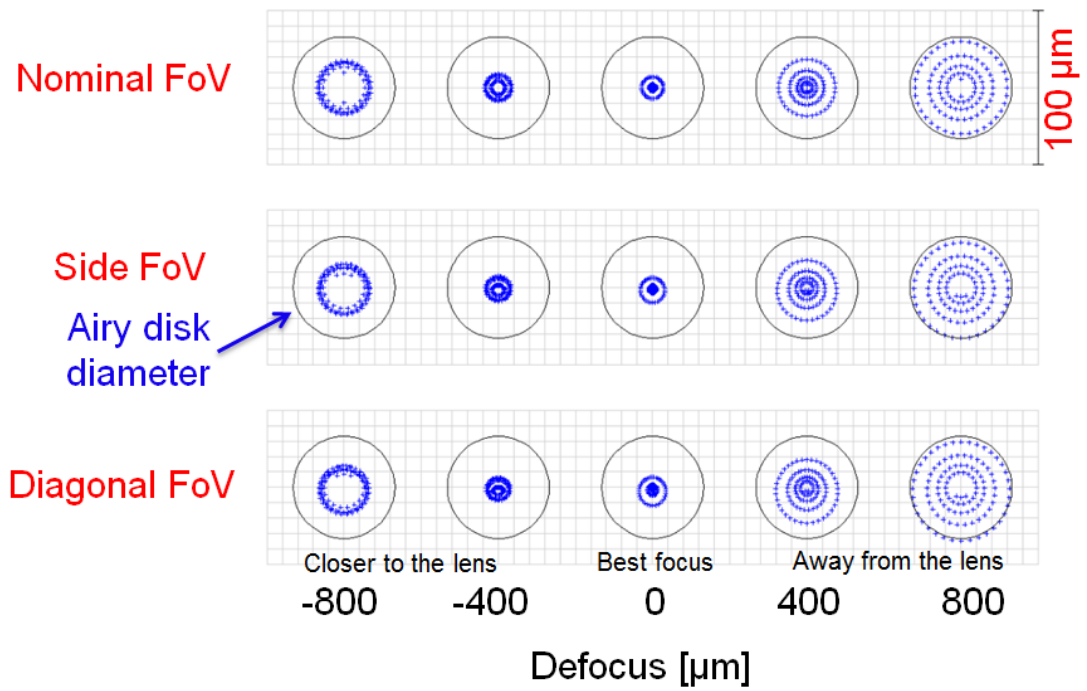 Nominal FoV
100 µm
Side FoV
Airy disk
diameter
Diagonal FoV
Closer to the lens
Best focus
Away from the lens
-800
-400
0
400
800
Defocus [µm]